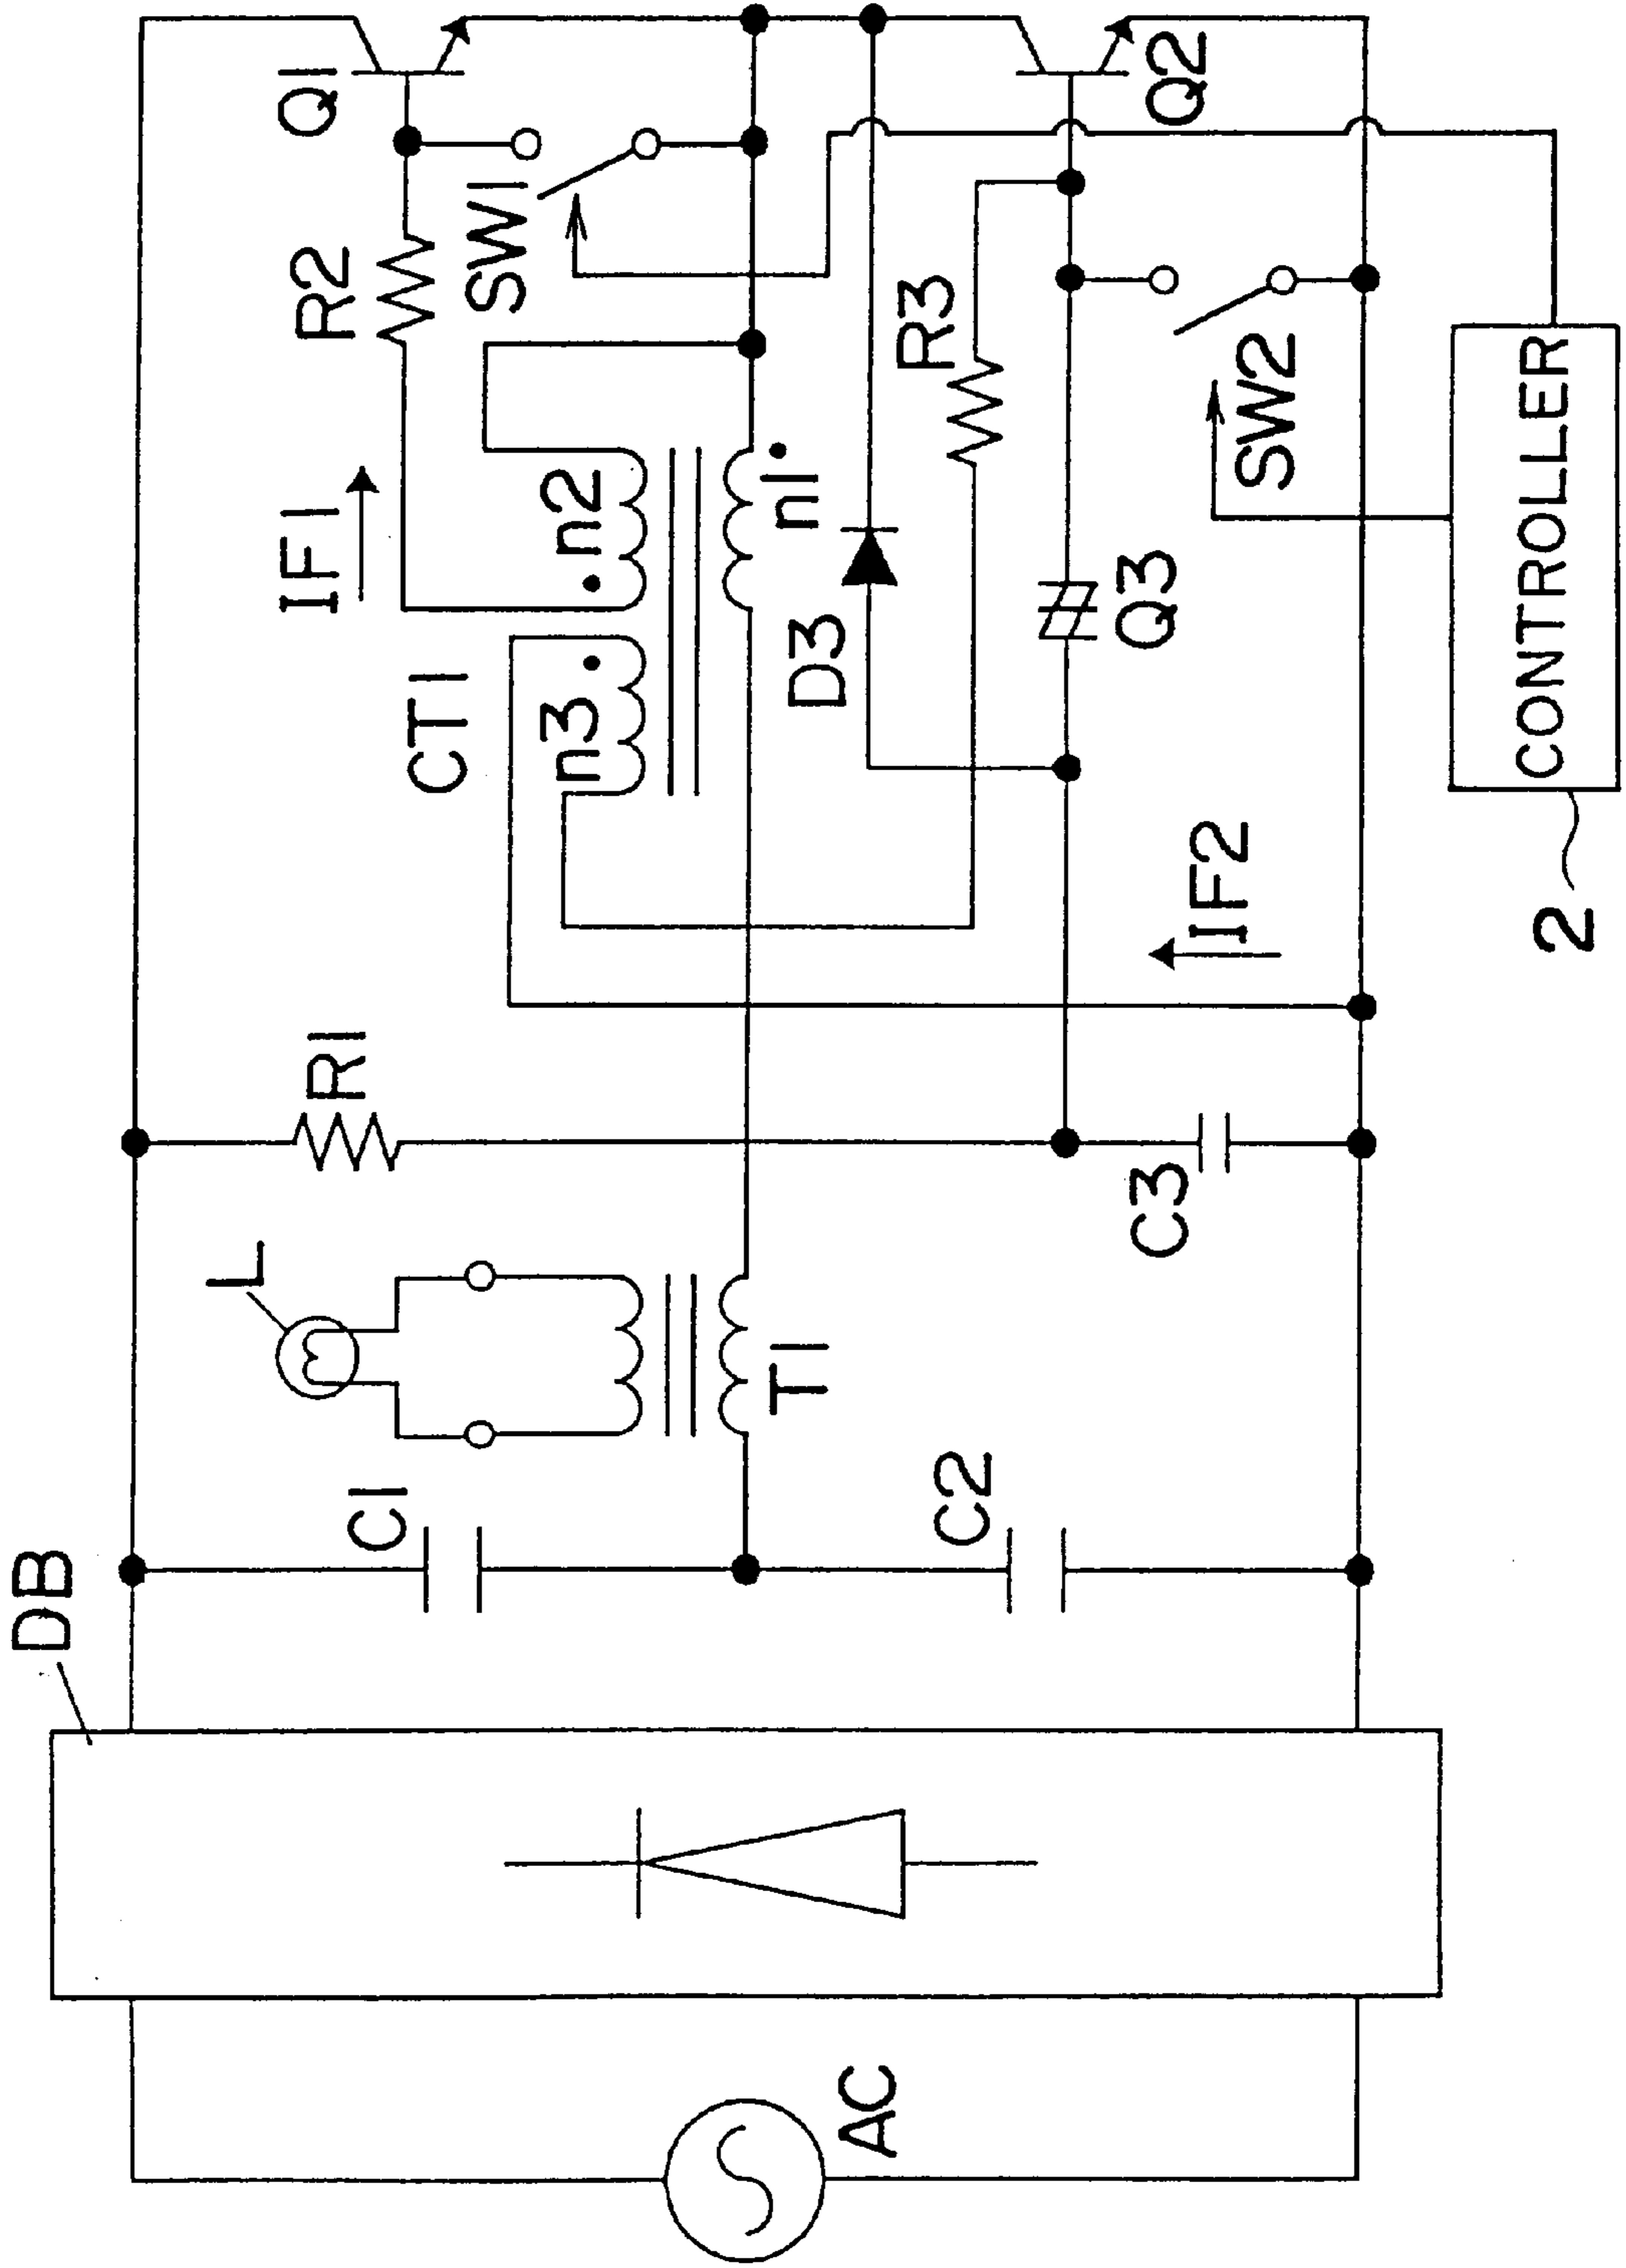 DB
AC
C1
C2
L
T1
R1
C3
CT1
n3
n2
n1
IF1
IF2
R2
Q1
SW1
D3
R3
Q3
Q2
SW2
CONTROLLER
2